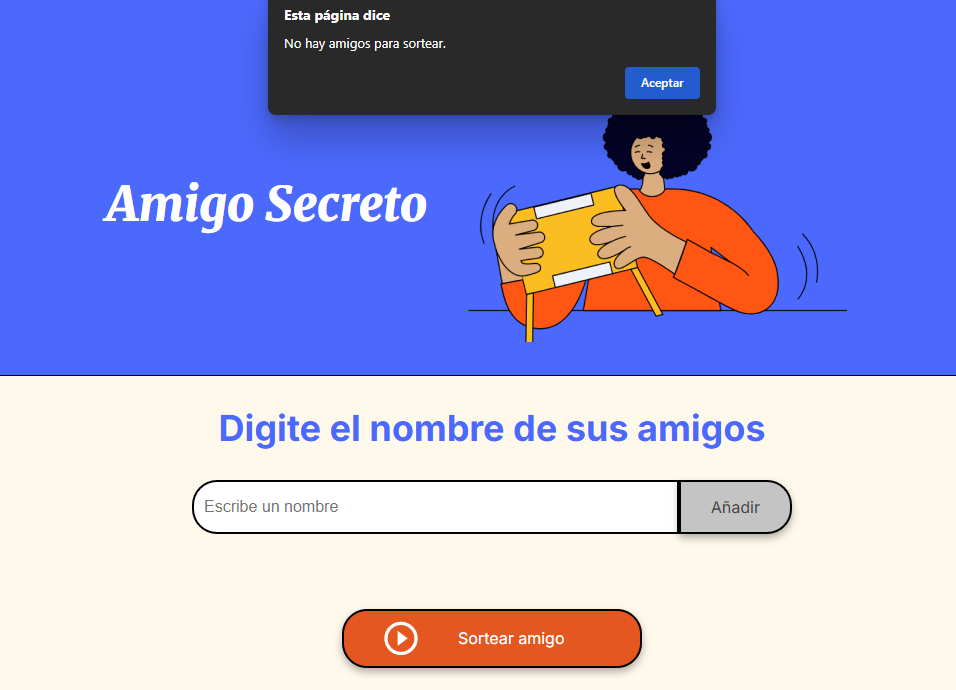 Esta página dice
No hay amigos para sortear.
Aceptar
Amigo Secreto
Digite el nombre de sus amigos
Escribe un nombre
Añadir
Sortear amigo